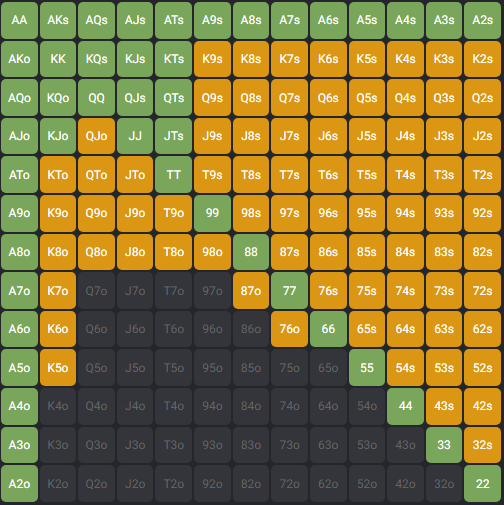 AA AKs AQs AJs ATs A9s A8s A7s A6s A5s A4s A3s A2s
AKo KK KQs KJs KTs K9s K8s K7s K6s K5s K4s K3s K2s
AQo KQo QQ QJs QTs Q9s Q8s Q7s Q6s Q5s Q4s Q3s Q2s
AJo KJo QJo JJ JTs J9s J8s J7s J6s J5s J4s J3s J2s
ATo KTo QTo JTo TT T9s T8s T7s T6s T5s T4s T3s T2s
A9o K9o Q9o J9o T9o 99 98s 97s 96s 95s 94s 93s 92s
A8o K8o Q8o J8o T8o 98o 88 87s 86s 85s 84s 83s 82s
A7o K7o Q7o J7o T7o 97o 87o 77 76s 75s 74s 73s 72s
A6o K6o Q6o J6o T6o 96o 86o 76o 66 65s 64s 63s 62s
A5o K5o Q5o J5o T5o 95o 85o 75o 65o 55 54s 53s 52s
A4o K4o Q4o J4o T4o 94o 84o 74o 64o 54o 44 43s 42s
A3o K3o Q3o J3o T3o 93o 83o 73o 63o 53o 43o 33 32s
A2o K2o Q2o J2o T2o 92o 82o 72o 62o 52o 42o 32o 22